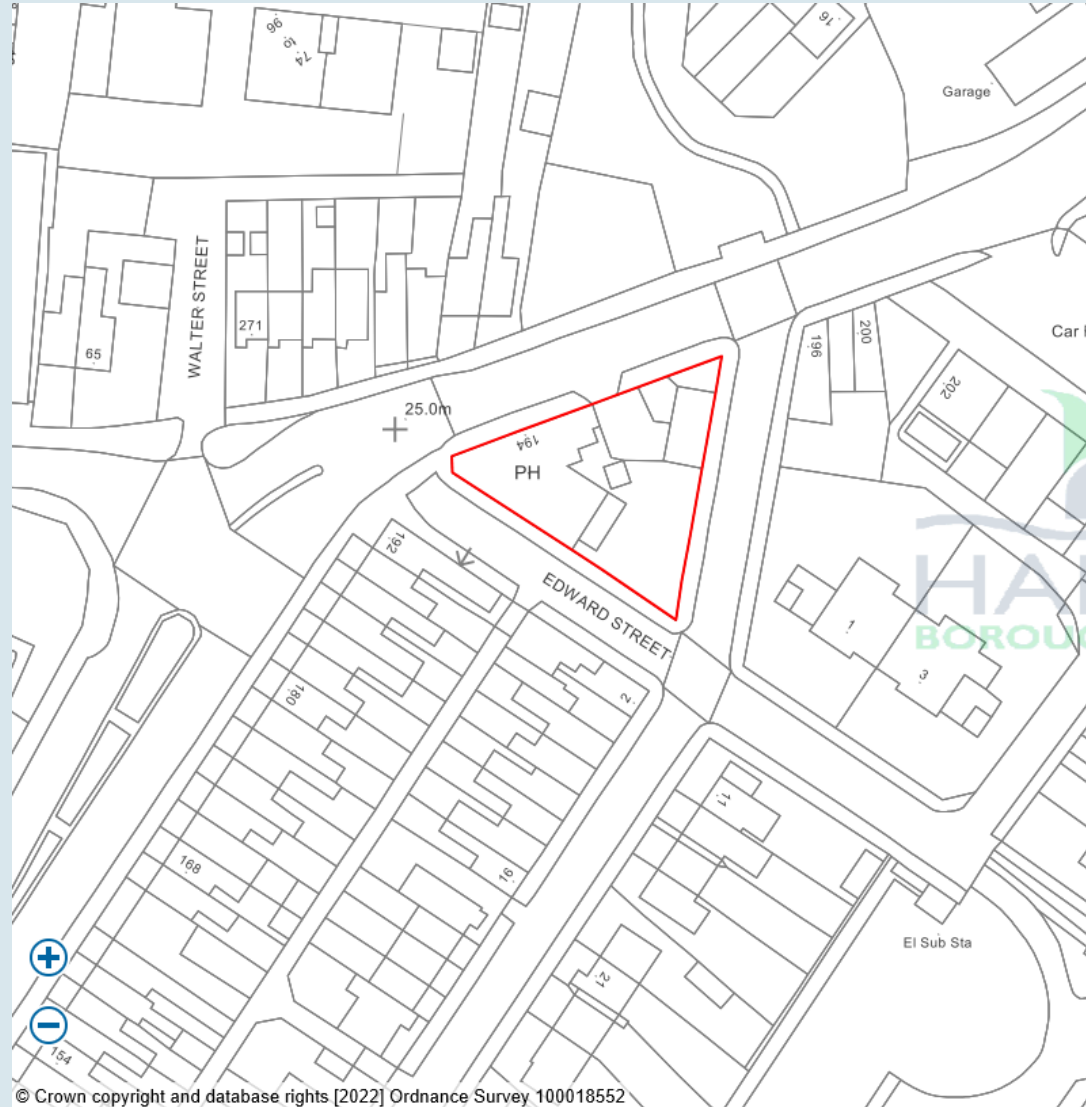 96
to
74
16
Garage
WALTER STREET
271
65
200
196
Car
25.0m
202
194
PH
192
EDWARD STREET
HA
BOROU
1
3
180
2
11
168
16
El Sub Sta
21
154
© Crown copyright and database rights [2022] Ordnance Survey 100018552